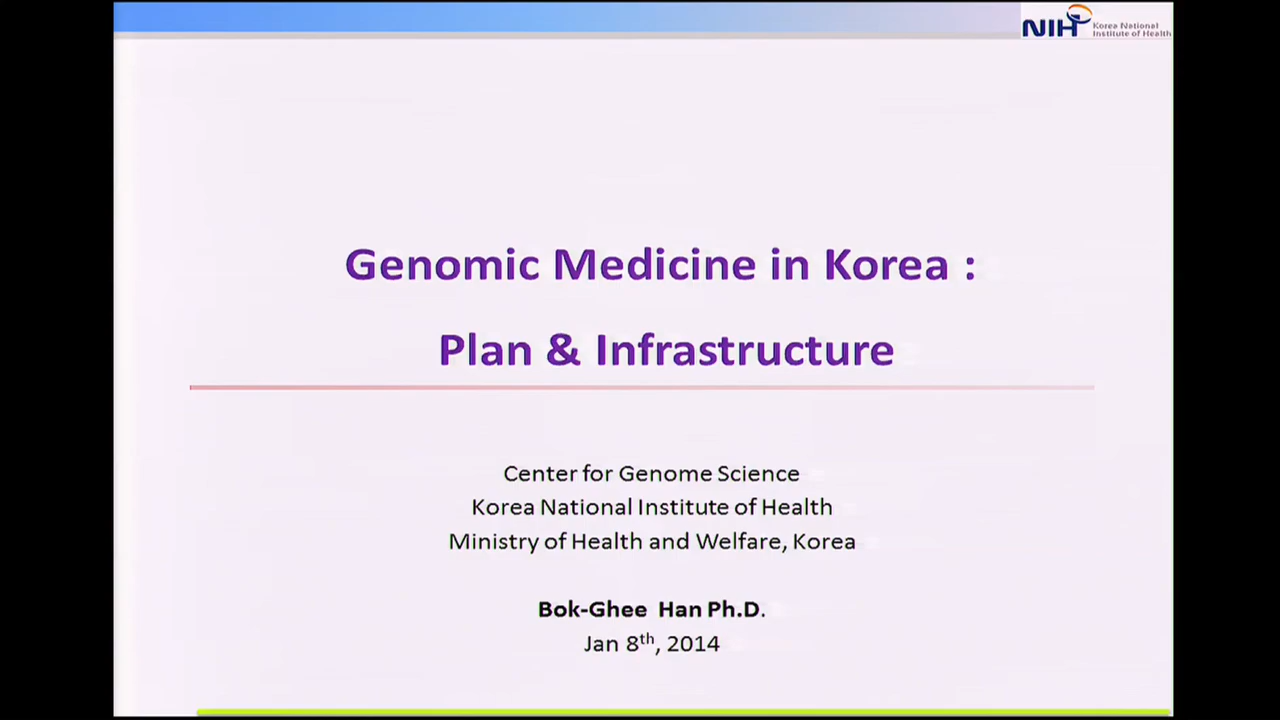 NIH Korea National
Institute of Health
Genomic Medicine in Korea :
Plan & Infrastructure
Center for Genome Science
Korea National Institute of Health
Ministry of Health and Welfare, Korea
Bok-Ghee Han Ph.D.
Jan 8th, 2014